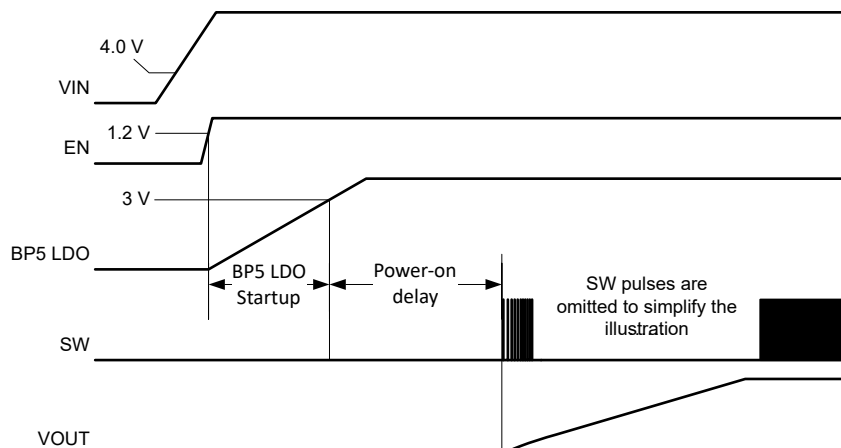 4.0 V
VIN
1.2 V
EN
3 V
BP5 LDO
BP5 LDO
Startup
Power-on
delay
SW pulses are
omitted to simplify the
illustration
SW
VOUT